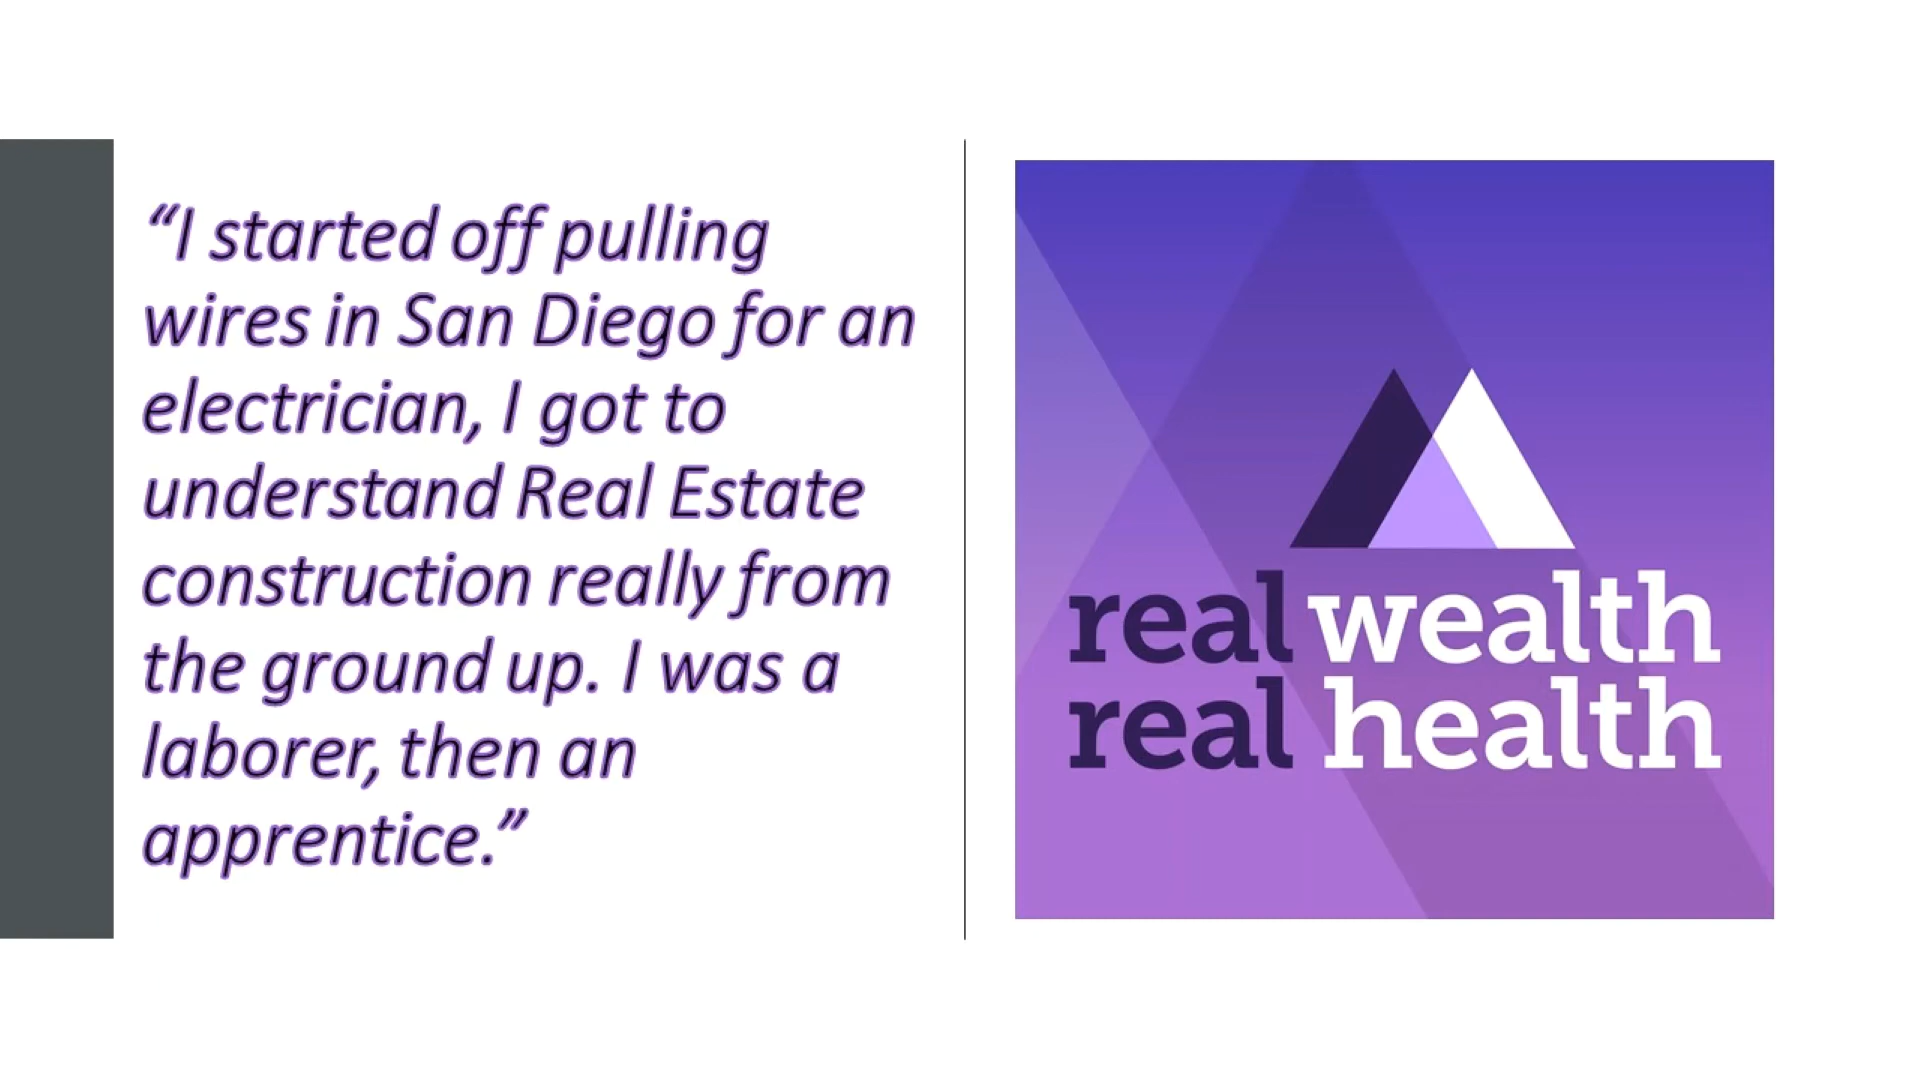 “I started off pulling
wires in San Diego for an
electrician, I got to
understand Real Estate
construction really from
the ground up. I was a
laborer, then an
apprentice.”
real wealth
real health